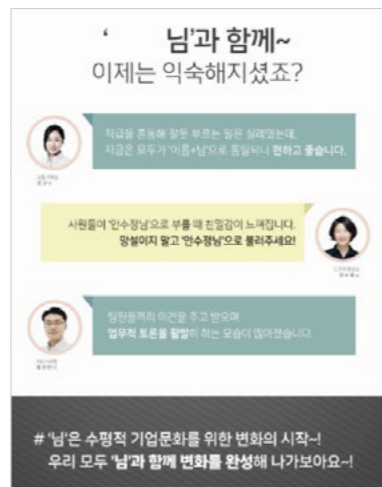 ‘ 님’과 함께~
이제는 익숙해지셨죠?
직급을 혼동해 잘못 부르는 일은 실례였는데,
지금은 모두가 '이름+님'으로 통일되니 편하고 좋습니다.
사원들이 '안수정님'으로 부를 때 친밀감이 느껴집니다.
망설이지 말고 '안수정님'으로 불러주세요!
팀원들끼리 의견을 주고 받으며
업무적 토론을 활발히 하는 모습이 많아졌습니다.
# '님'은 수평적 기업문화를 위한 변화의 시작~!
우리 모두 '님'과 함께 변화를 완성해 나가보아요~!